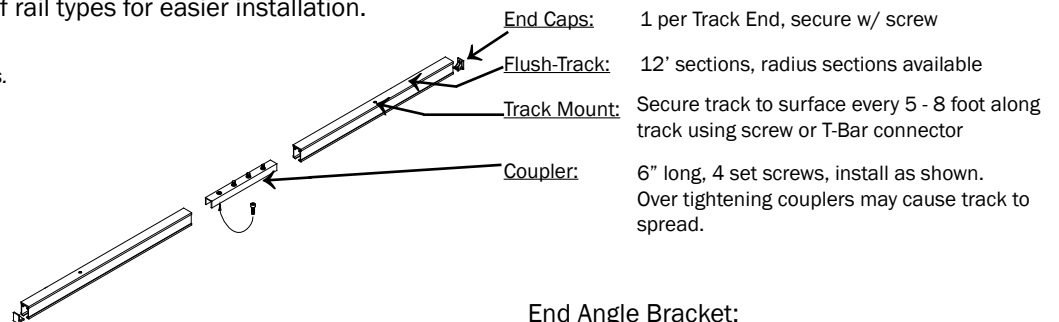 f rail types for easier installation.
s.
End Caps: 1 per Track End, secure w/ screw
Flush-Track: 12’ sections, radius sections available
Track Mount: Secure track to surface every 5 - 8 foot along
track using screw or T-Bar connector
Coupler: 6” long, 4 set screws, install as shown.
Over tightening couplers may cause track to
spread.
End Angle Bracket: